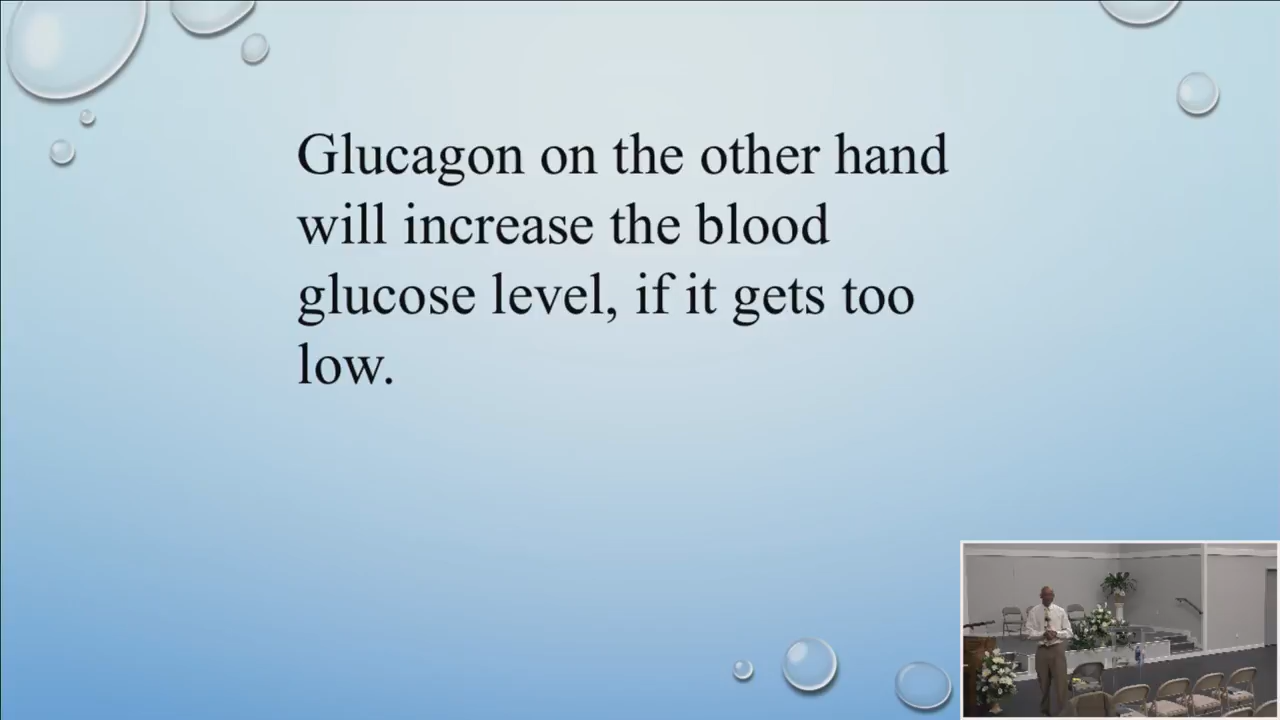 Glucagon on the other hand
will increase the blood
glucose level, if it gets too
low.